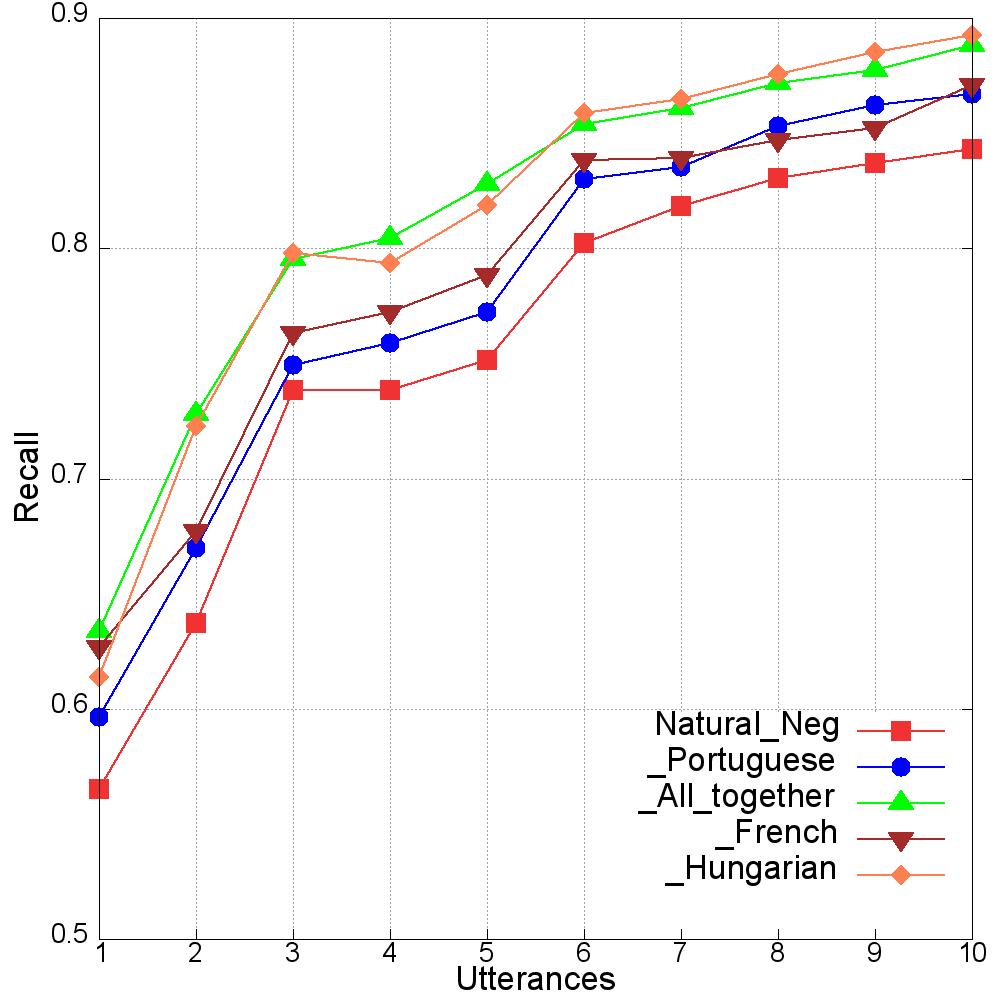 0.9
0.8
0.7
0.6
0.5
Recall
Natural_Neg
_Portuguese
_All_together
_French
_Hungarian
1 2 3 4 5 6 7 8 9 10
Utterances